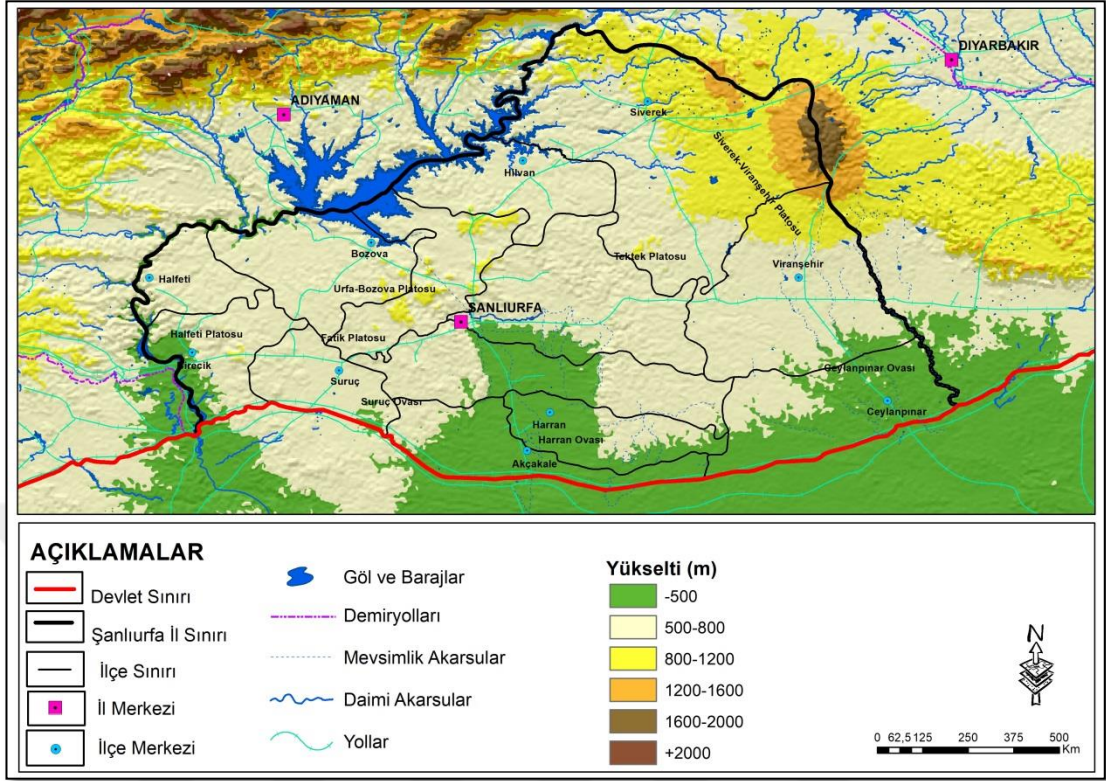 DIYARBAKIR
ADIYAMAN
Siverek
Hilvan
Siverek-Viranşehir Platosu
Bozova
Tektek Platosu
Viranşehir
Halfeti
Urfa-Bozova Platosu
ŞANLIURFA
Halfeti Platosu
Fatik Platosu
Birecik
Suruç
Ceylanpınar Ovası
Suruç Ovası
Ceylanpınar
Harran
Harran Ovası
Akçakale
AÇIKLAMALAR
Devlet Sınırı
Şanlıurfa İl Sınırı
İlçe Sınırı
İl Merkezi
İlçe Merkezi
Göl ve Barajlar
Demiryolları
Mevsimlik Akarsular
Daimi Akarsular
Yollar
Yükselti (m)
-500
500-800
800-1200
1200-1600
1600-2000
+2000
N
0 62,5 125 250 375 500
Km